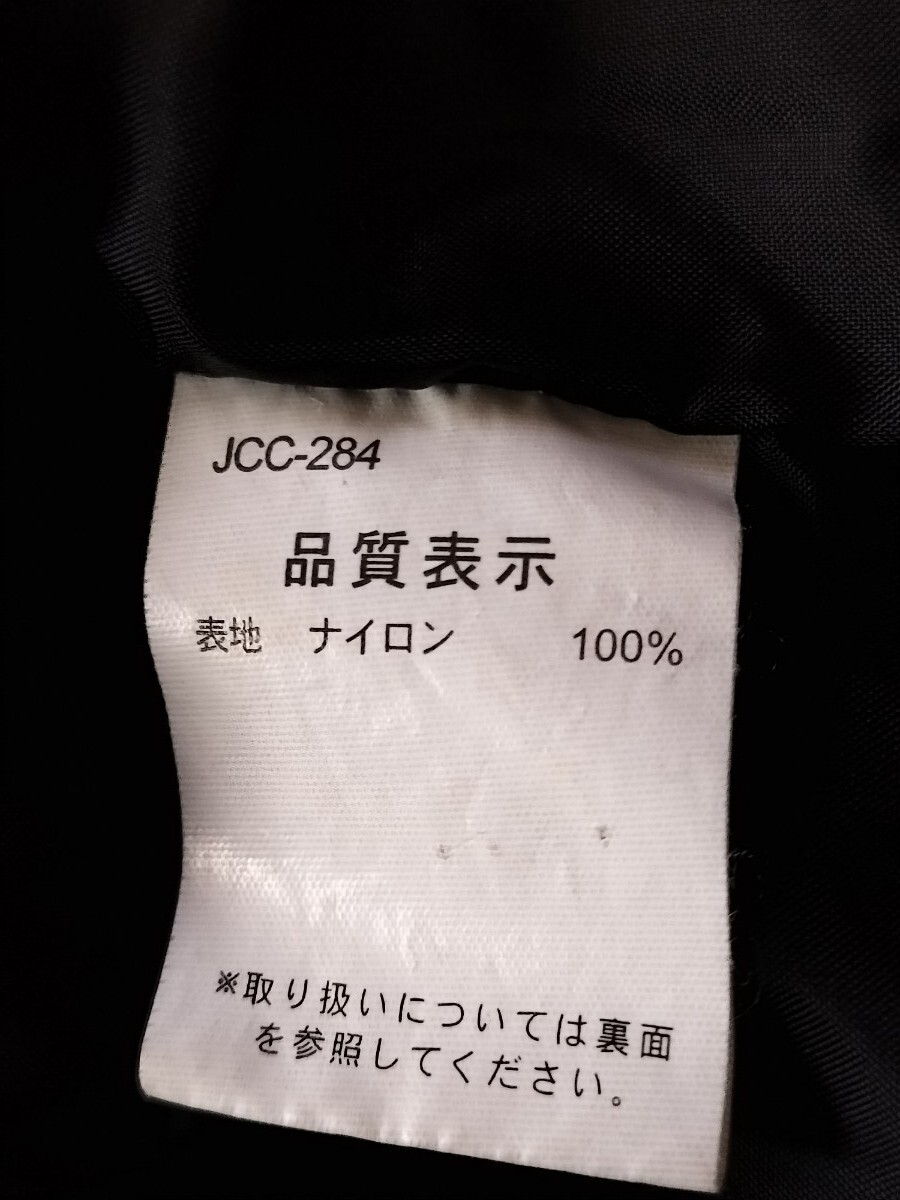 JCC-284
品質表示
表地 ナイロン 100%
※取り扱いについては裏面
を参照してください。